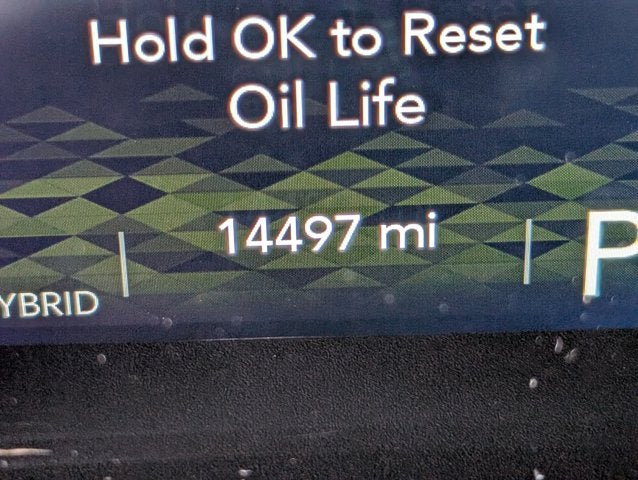 Hold OK to Reset
Oil Life
14497 mi
P
YBRID